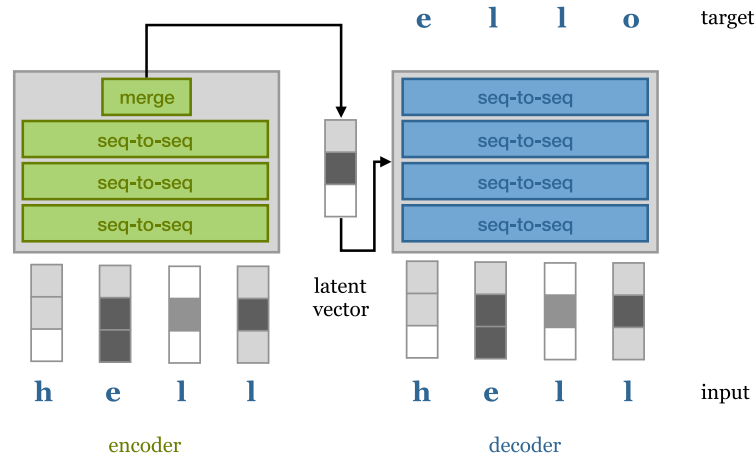 e l l o target
merge
seq-to-seq
seq-to-seq
seq-to-seq
seq-to-seq
seq-to-seq
seq-to-seq
seq-to-seq
latent
vector
h e l l
h e l l input
encoder
decoder